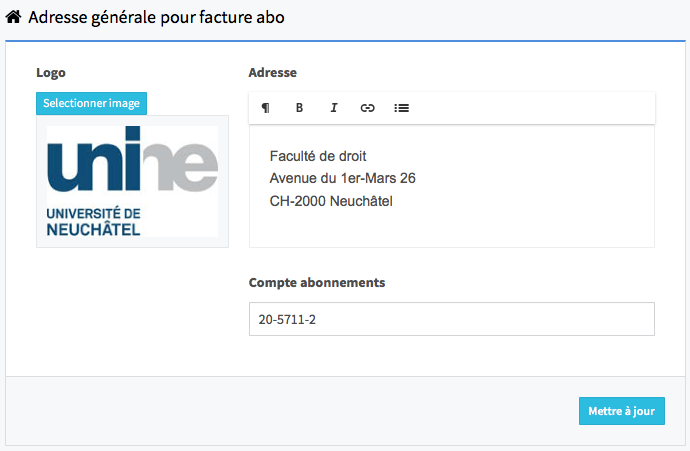 Adresse générale pour facture abo
Logo
Selectionner image
unine
UNIVERSITÉ DE
NEUCHÂTEL
Adresse
¶ B I
Faculté de droit
Avenue du 1er-Mars 26
CH-2000 Neuchâtel
Compte abonnements
20-5711-2
Mettre à jour